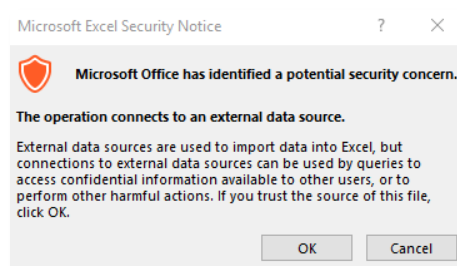 Microsoft Excel Security Notice ?
Microsoft Office has identified a potential security concern.
The operation connects to an external data source.
External data sources are used to import data into Excel, but
connections to external data sources can be used by queries to
access confidential information available to other users, or to
perform other harmful actions. If you trust the source of this file,
click OK.
OK Cancel